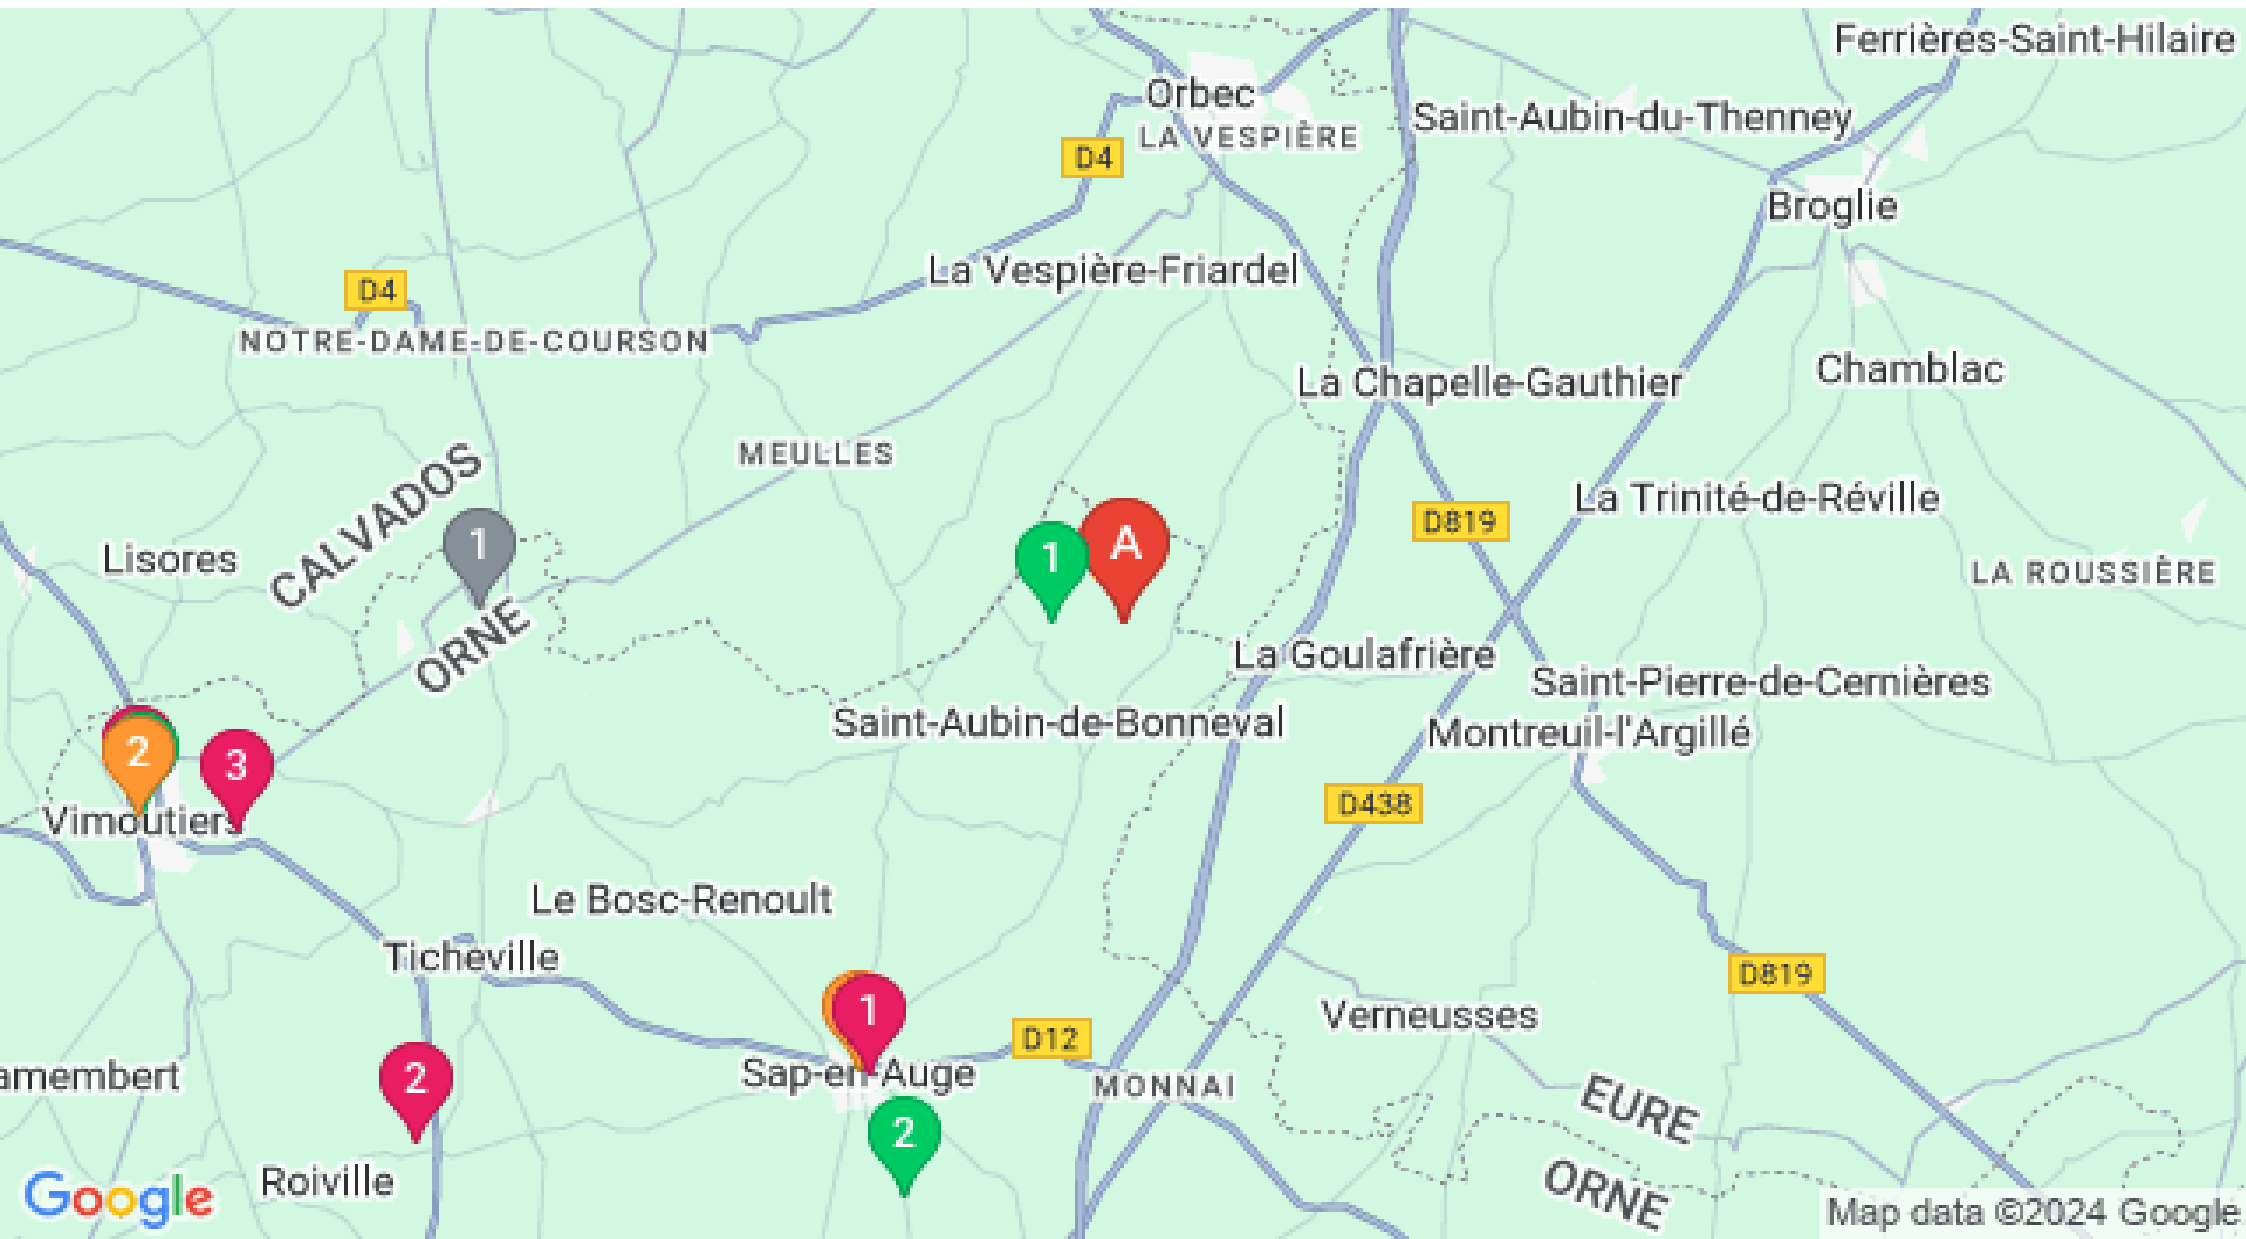 Ferrières-Saint-Hilaire
Orbec
Saint-Aubin-du-Thenney
LA VESPIÈRE
D4
Broglie
La Vespière-Friardel
D4
NOTRE-DAME-DE-COURSON
Chamblac
La Chapelle-Gauthier
MEULLES
CALVADOS
La Trinité-de-Réville
D819
1
A
1
Lisores
LA ROUSSIÈRE
ORNE
La Goulafrière
Saint-Pierre-de-Cernières
Saint-Aubin-de-Bonneval
Montreuil-l'Argillé
2
3
D438
Vimoutiers
Le Bosc-Renoult
Ticheville
D819
1
Verneusses
D12
Sap-en-Auge
amembert
2
MONNAI
EURE
2
Roiville
ORNE
Google
Map data ©2024 Google